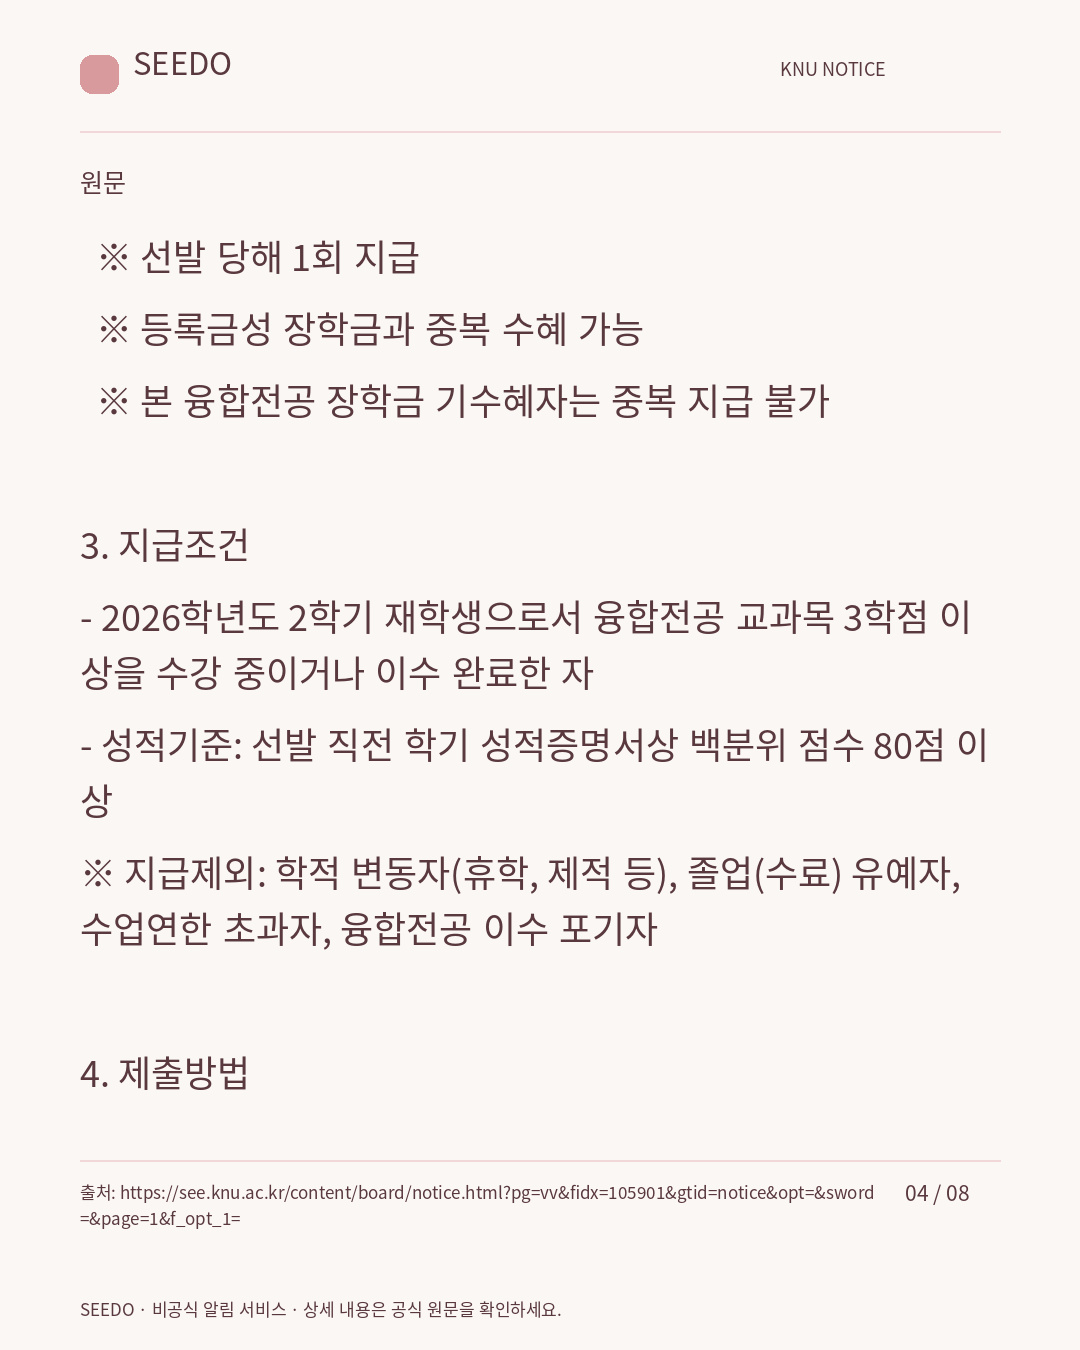 SEEDO
KNU NOTICE
원문
※ 선발 당해 1회 지급
※ 등록금성 장학금과 중복 수혜 가능
※ 본 융합전공 장학금 기수혜자는 중복 지급 불가
3. 지급조건
- 2026학년도 2학기 재학생으로서 융합전공 교과목 3학점 이
상을 수강 중이거나 이수 완료한 자
- 성적기준: 선발 직전 학기 성적증명서상 백분위 점수 80점 이
상
※ 지급제외: 학적 변동자(휴학, 제적 등), 졸업(수료) 유예자,
수업연한 초과자, 융합전공 이수 포기자
4. 제출방법
출처: https://see.knu.ac.kr/content/board/notice.html?pg=vv&fidx=105901&gtid=notice&opt=&sword
=&page=1&f_opt_1=
04 / 08
SEEDO · 비공식 알림 서비스 · 상세 내용은 공식 원문을 확인하세요.